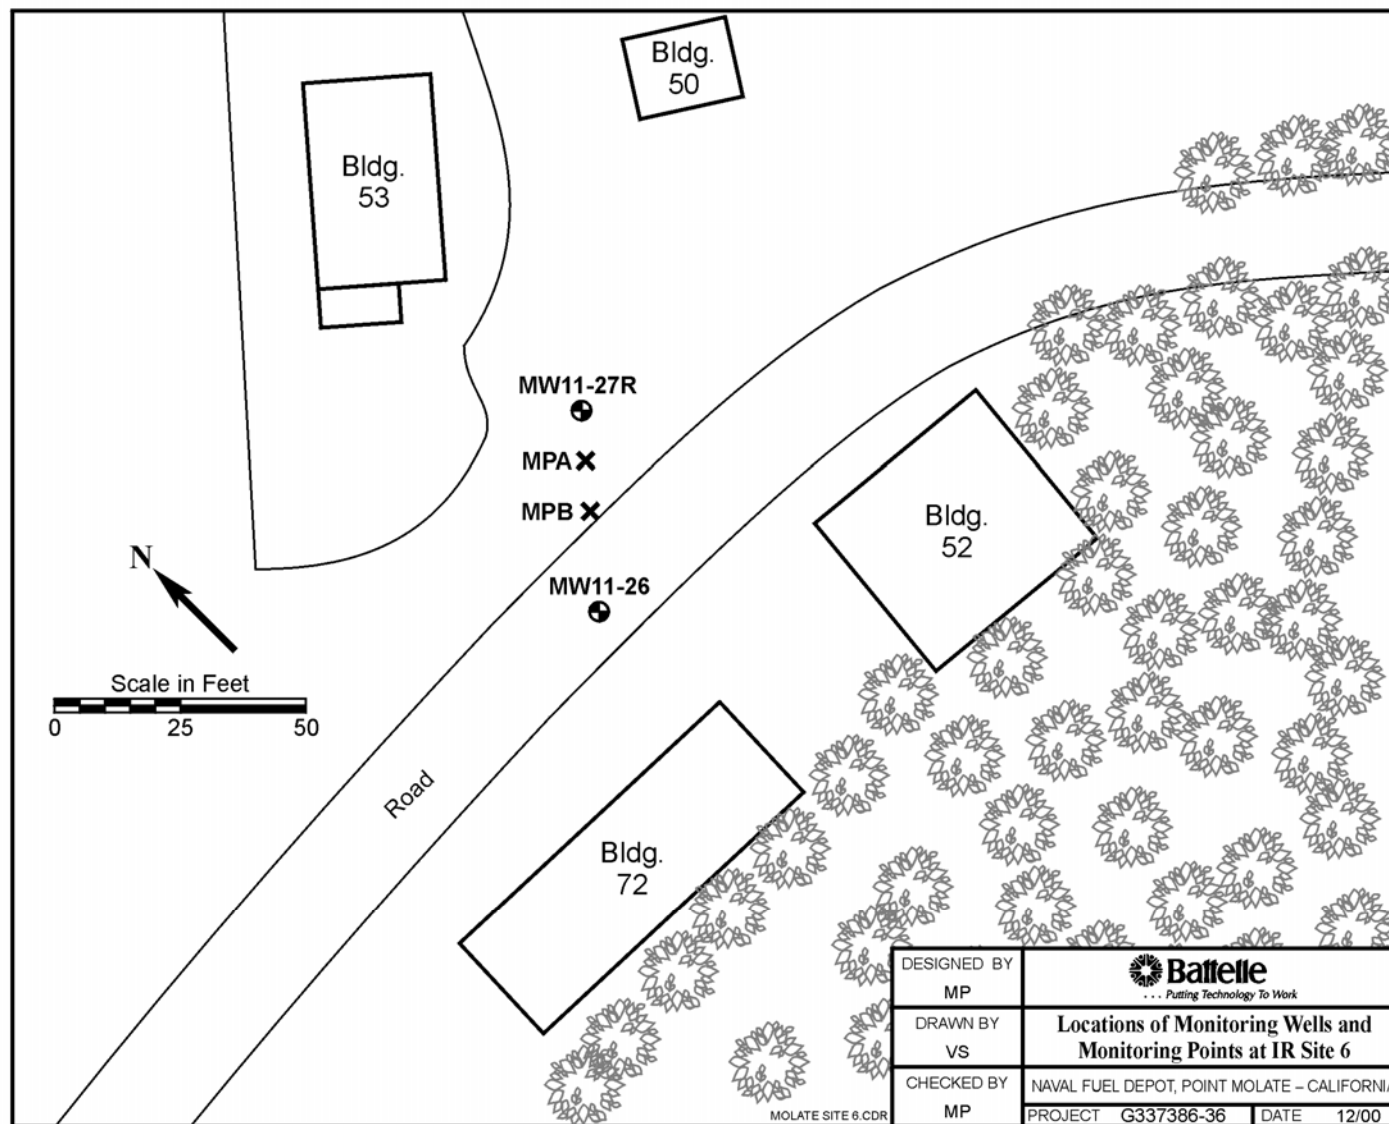 Bldg.
50
Bldg.
53
MW11-27R
MPA
MPB
Bldg.
52
N
MW11-26
Scale in Feet
0 25 50
Road
Bldg.
72
DESIGNED BY
MP
Battelle
... Putting Technology To Work
DRAWN BY
VS
Locations of Monitoring Wells and
Monitoring Points at IR Site 6
CHECKED BY
MP
NAVAL FUEL DEPOT, POINT MOLATE – CALIFORNIA
PROJECT G337386-36 DATE 12/00
MOLATE SITE 6.CDR